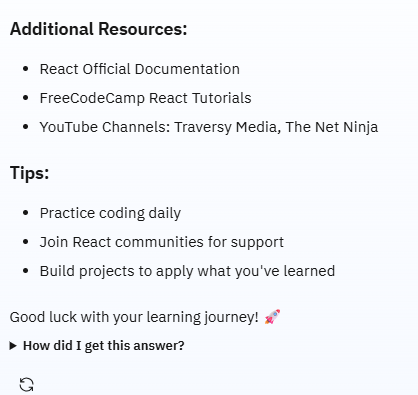 Additional Resources:
React Official Documentation
FreeCodeCamp React Tutorials
YouTube Channels: Traversy Media, The Net Ninja
Tips:
Practice coding daily
Join React communities for support
Build projects to apply what you've learned
Good luck with your learning journey! 🚀
How did I get this answer?